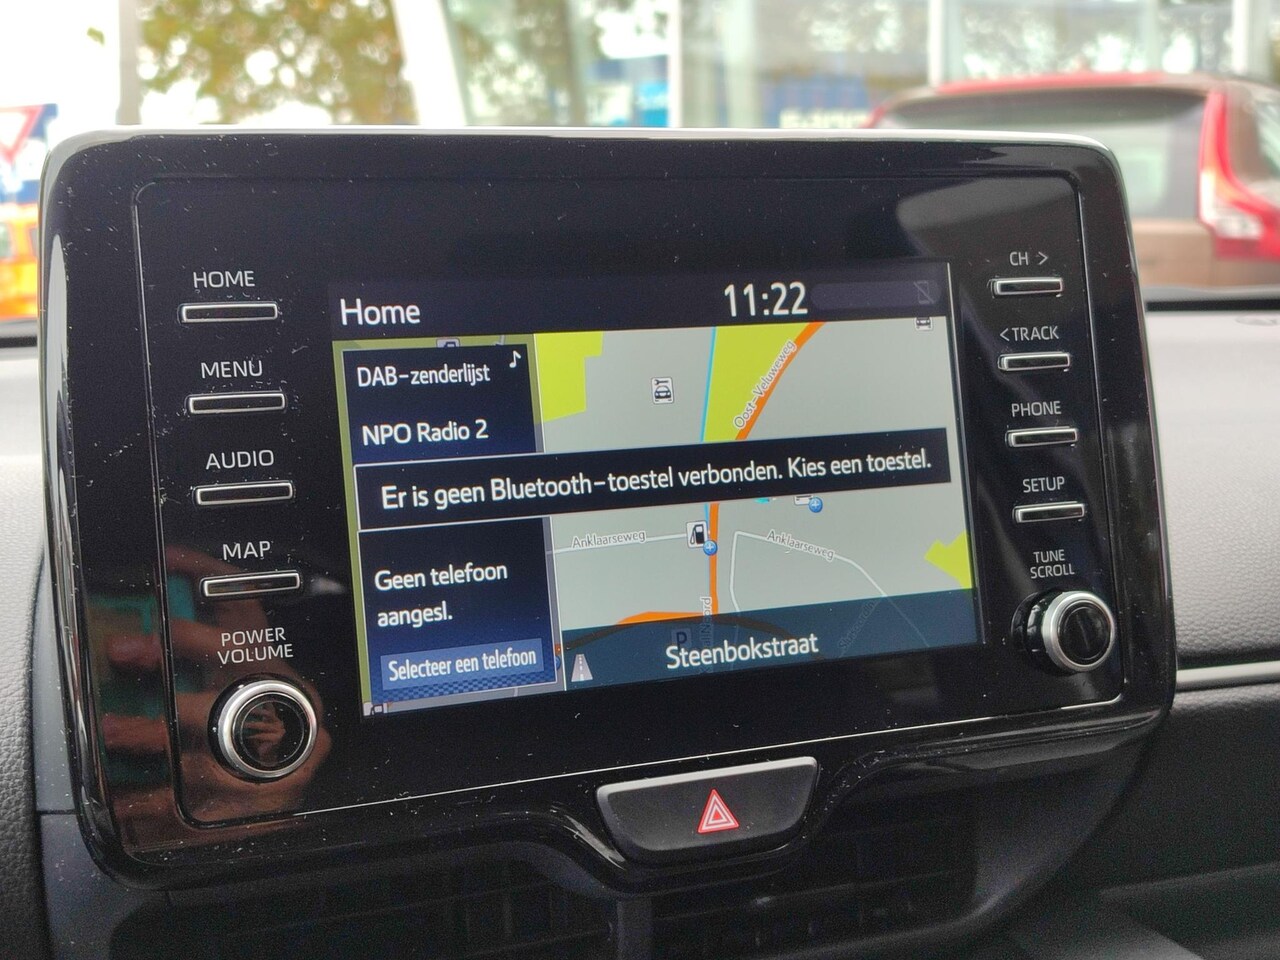 HOME
MENU
AUDIO
MAP
POWER
VOLUME
Home
11:22
DAB-zenderlijst
NPO Radio 2
Er is geen Bluetooth-toestel verbonden. Kies een toestel.
Geen telefoon
aangesl.
Selecteer een telefoon
Oost-Veluweweg
Anklaarseweg
Anklaarseweg
P
Steenbokstraat
CH >
< TRACK
PHONE
SETUP
TUNE
SCROLL